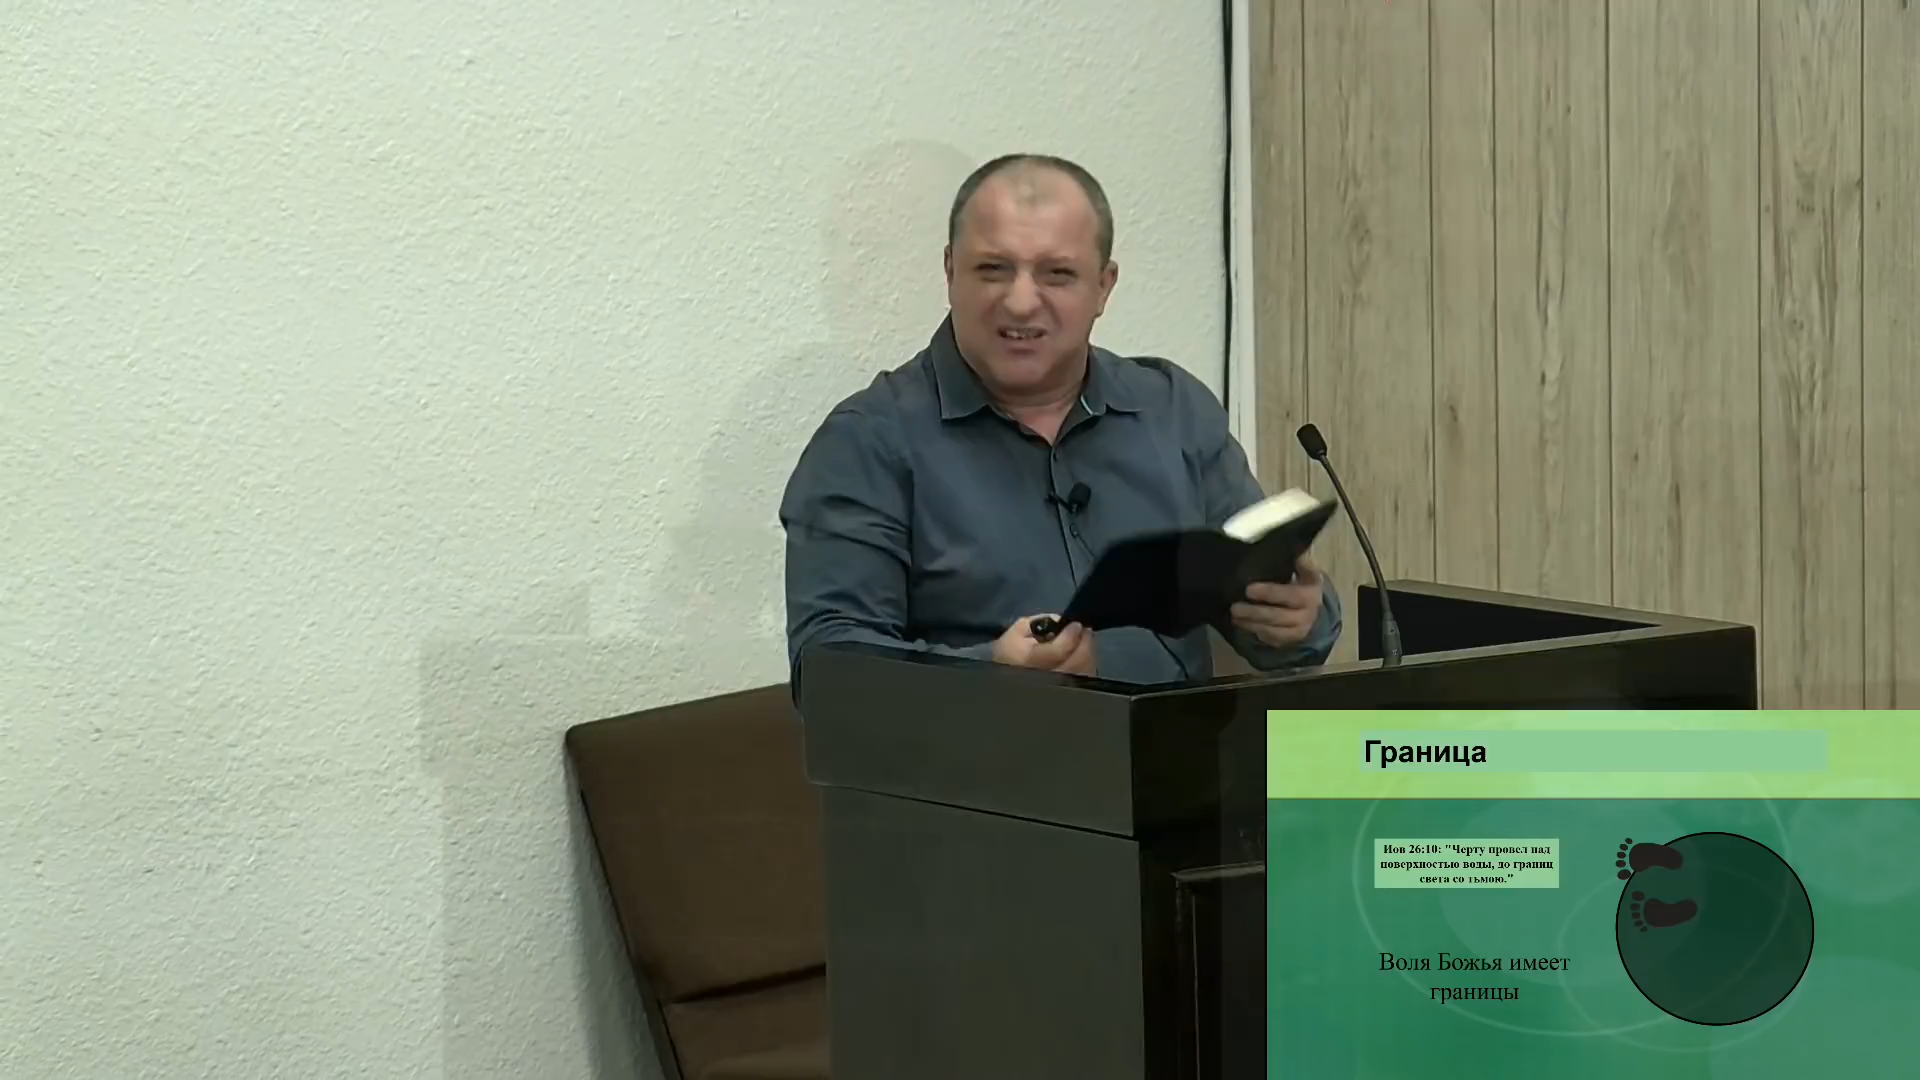 Граница
Иов 26:10: "Черту провел над
поверхностью воды, до границ
света со тьмою."
Воля Божья имеет
границы